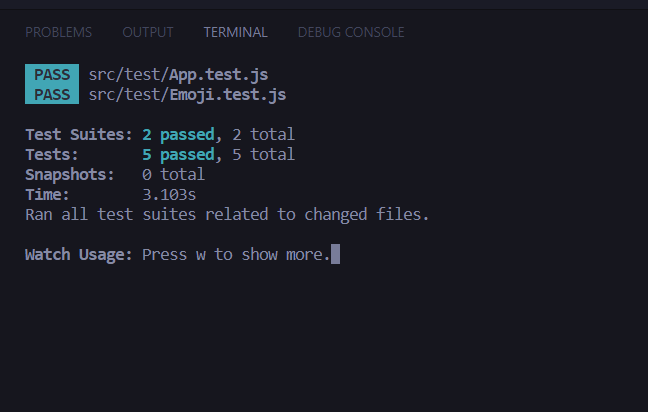 PROBLEMS OUTPUT TERMINAL DEBUG CONSOLE
PASS src/test/App.test.js
PASS src/test/Emoji.test.js
Test Suites: 2 passed, 2 total
Tests: 5 passed, 5 total
Snapshots: 0 total
Time: 3.103s
Ran all test suites related to changed files.
Watch Usage: Press w to show more.